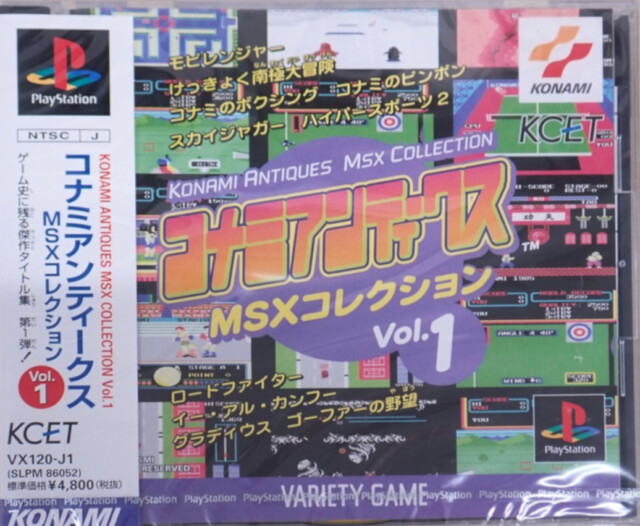 PlayStation
NTSC J
KONAMI ANTIQUES MSX COLLECTION Vol.1
コナミアンティークス
MSXコレクション
ゲーム史に残る傑作タイトル集 第1弾！
Vol.
1
KCET
VX120-J1
(SLPM 86052)
標準価格¥4,800(税抜)
KONAMI
モピレンジャー
けっきょく南極大冒険
コナミのボクシング コナミのピンポン
スカイジャガー ハイパースポーツ2
KONAMI
KCET
KONAMI ANTIQUES MSX COLLECTION
コナミアンティークス
TM
MSXコレクション
Vol.1
ロードファイター
イー・アル・カンフー
グラディウス ゴーファーの野望
PlayStation
PlayStation PlayStation PlayStation PlayStation PlayStation PlayStation PlayStation
VARIETY GAME